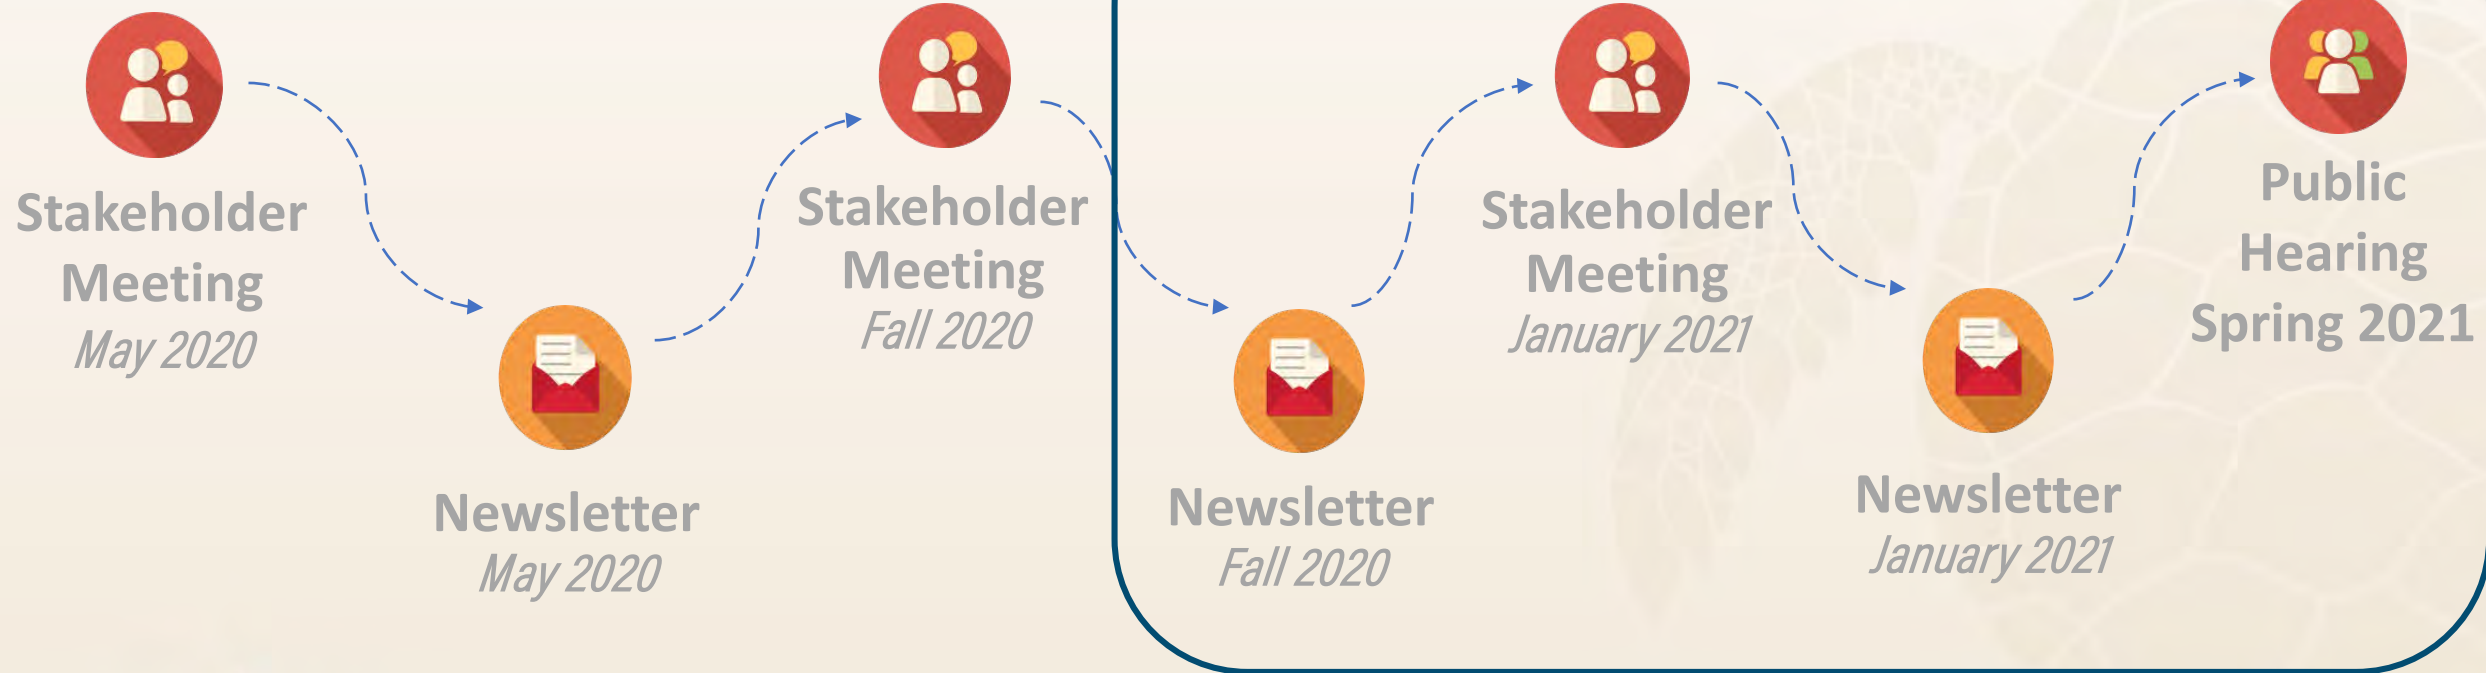 Stakeholder
Meeting
May 2020
Newsletter
May 2020
Stakeholder
Meeting
Fall 2020
Newsletter
Fall 2020
Stakeholder
Meeting
January 2021
Newsletter
January 2021
Public
Hearing
Spring 2021